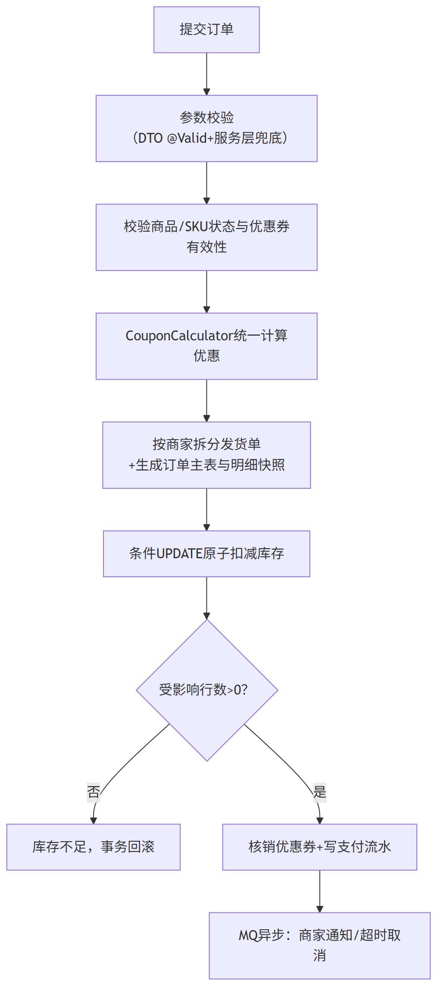 提交订单
参数校验
（DTO @Valid+服务层兜底）
校验商品/SKU状态与优惠券
有效性
CouponCalculator统一计算
优惠
按商家拆分发货单
+生成订单主表与明细快照
条件UPDATE原子扣减库存
受影响行数>0?
否
是
库存不足，事务回滚
核销优惠券+写支付流水
MQ异步：商家通知/超时取
消